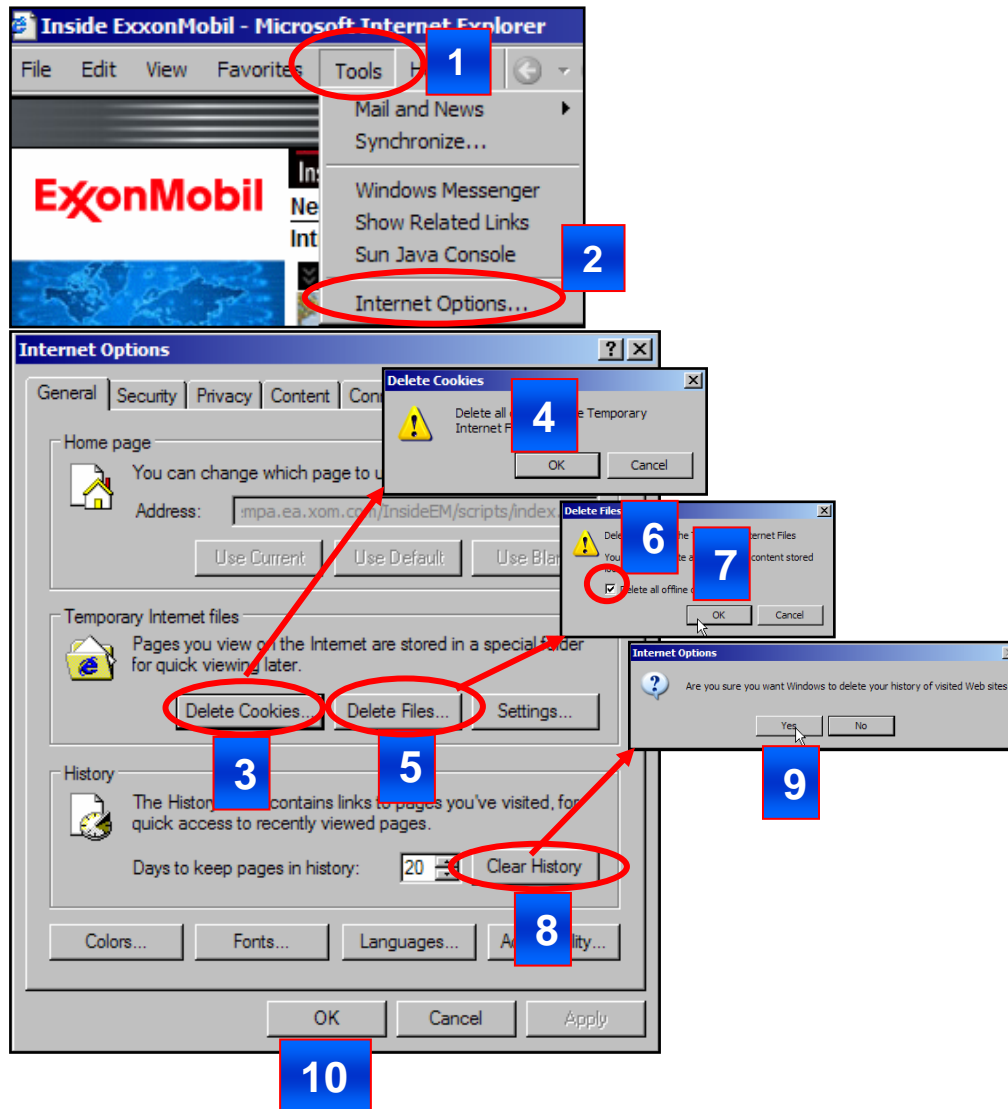 Inside ExxonMobil - Microsoft Internet Explorer
File Edit View Favorites Tools
1
Mail and News
Synchronize...
ExxonMobil
Windows Messenger
Show Related Links
Sun Java Console
2
Internet Options...
Internet Options
General Security Privacy Content
Delete Cookies
Delete all Temporary
Internet
4
OK Cancel
Home page
You can change which page to
Address: :mpa.ea.xom.com/InsideEM/scripts/index.
Use Current Use Default Use
Delete Files
6
7
Internet Files
content stored
Delete all offline
OK Cancel
Temporary Internet files
Pages you view on the Internet are stored in a special folder
for quick viewing later.
Delete Cookies... Delete Files... Settings...
3
5
Internet Options
Are you sure you want Windows to delete your history of visited Web sites
Yes No
9
History
The History contains links to pages you've visited, for
quick access to recently viewed pages.
Days to keep pages in history: 20 Clear History
8
Colors... Fonts... Languages...
OK Cancel Apply
10